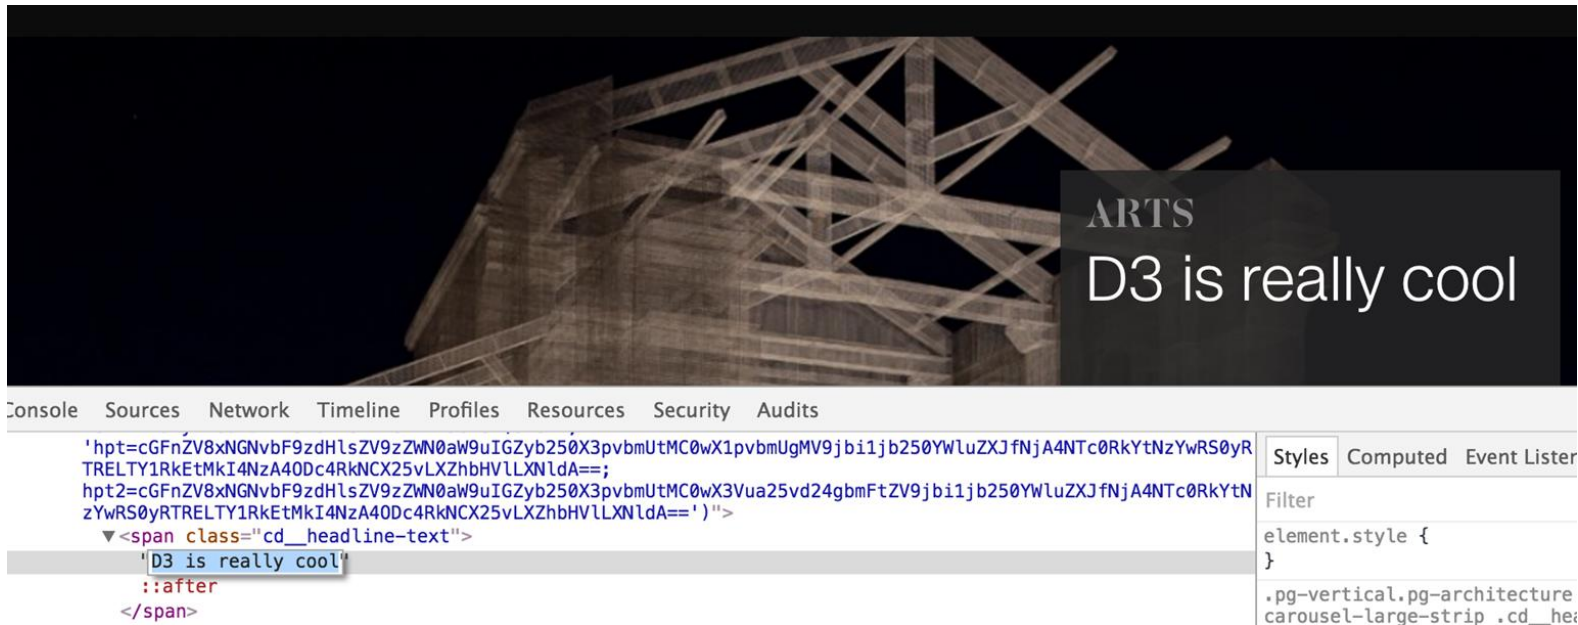 ARTS
D3 is really cool
Console Sources Network Timeline Profiles Resources Security Audits
'hpt=cGFnZV8xNGNvbF9zdHlsZV9zZWN0aW9uIGZyb250X3pvbmUtMC0wX1pvbmUgMV9jbi1jb250YWluZXJfNjA4NTc0RkYtNzYwRS0yR
TRELTY1RkEtMkI4NzA4ODc4RkNCX25vLXZhbHVlLXNldA==;
hpt2=cGFnZV8xNGNvbF9zdHlsZV9zZWN0aW9uIGZyb250X3pvbmUtMC0wX3Vua25vd24gbmFtZV9jbi1jb250YWluZXJfNjA4NTc0RkYtN
zYwRS0yRTRELTY1RkEtMkI4NzA4ODc4RkNCX25vLXZhbHVlLXNldA==')">
▼<span class="cd__headline-text">
"D3 is really cool"
::after
</span>
Styles Computed Event Listen
Filter
element.style {
}
.pg-vertical.pg-architecture
carousel-large-strip .cd__hea